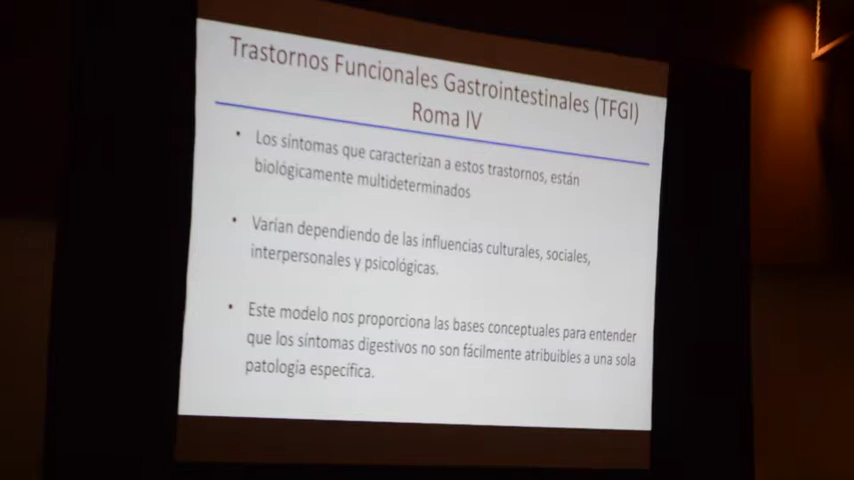 Trastornos Funcionales Gastrointestinales (TFGI)
Roma IV
• Los síntomas que caracterizan a estos trastornos, están
biológicamente multideterminados
• Varían dependiendo de las influencias culturales, sociales,
interpersonales y psicológicas.
• Este modelo nos proporciona las bases conceptuales para entender
que los síntomas digestivos no son fácilmente atribuibles a una sola
patología específica.